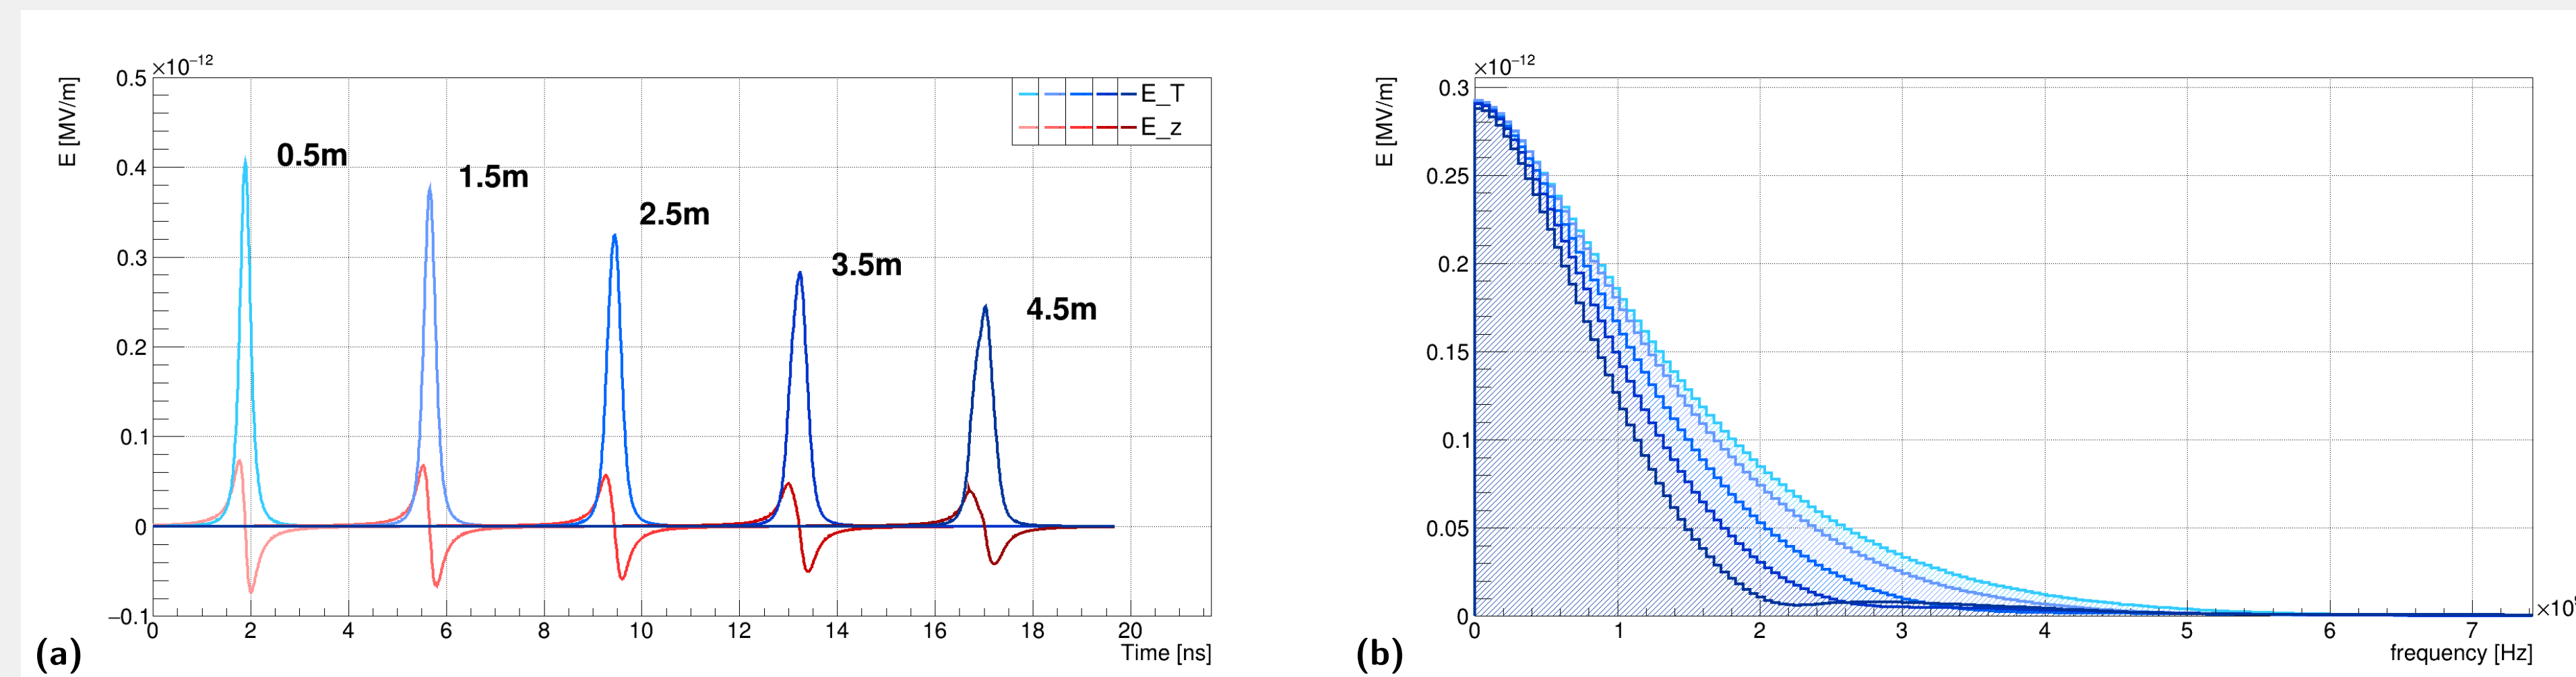 ×10⁻¹²
E [MV/m]
0.5
0.4
0.3
0.2
0.1
0
−0.1
0.5m
1.5m
2.5m
3.5m
4.5m
E_T
E_z
0 2 4 6 8 10 12 14 16 18 20
Time [ns]
(a)
×10⁻¹²
E [MV/m]
0.3
0.25
0.2
0.15
0.1
0.05
0
0 1 2 3 4 5 6 7
frequency [Hz]
(b)